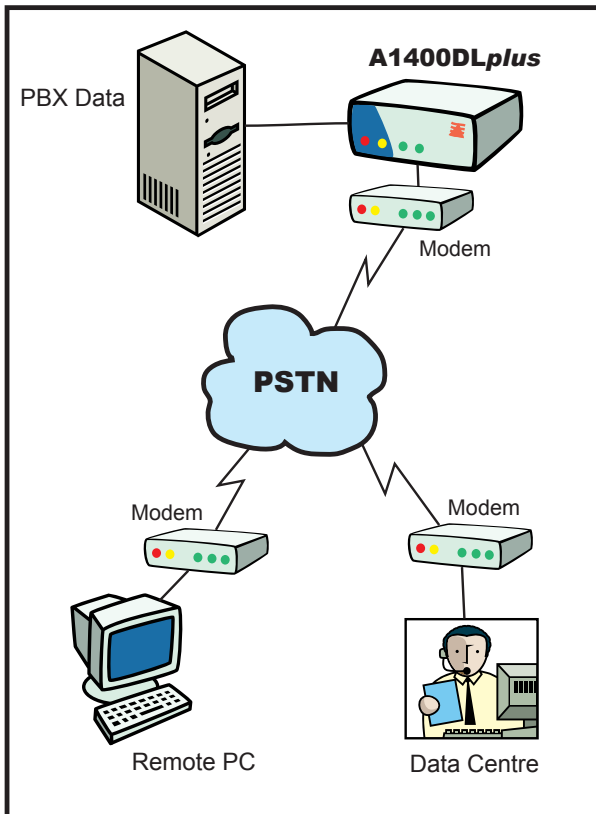 A1400DLplus
PBX Data
Modem
PSTN
Modem
Modem
Remote PC
Data Centre